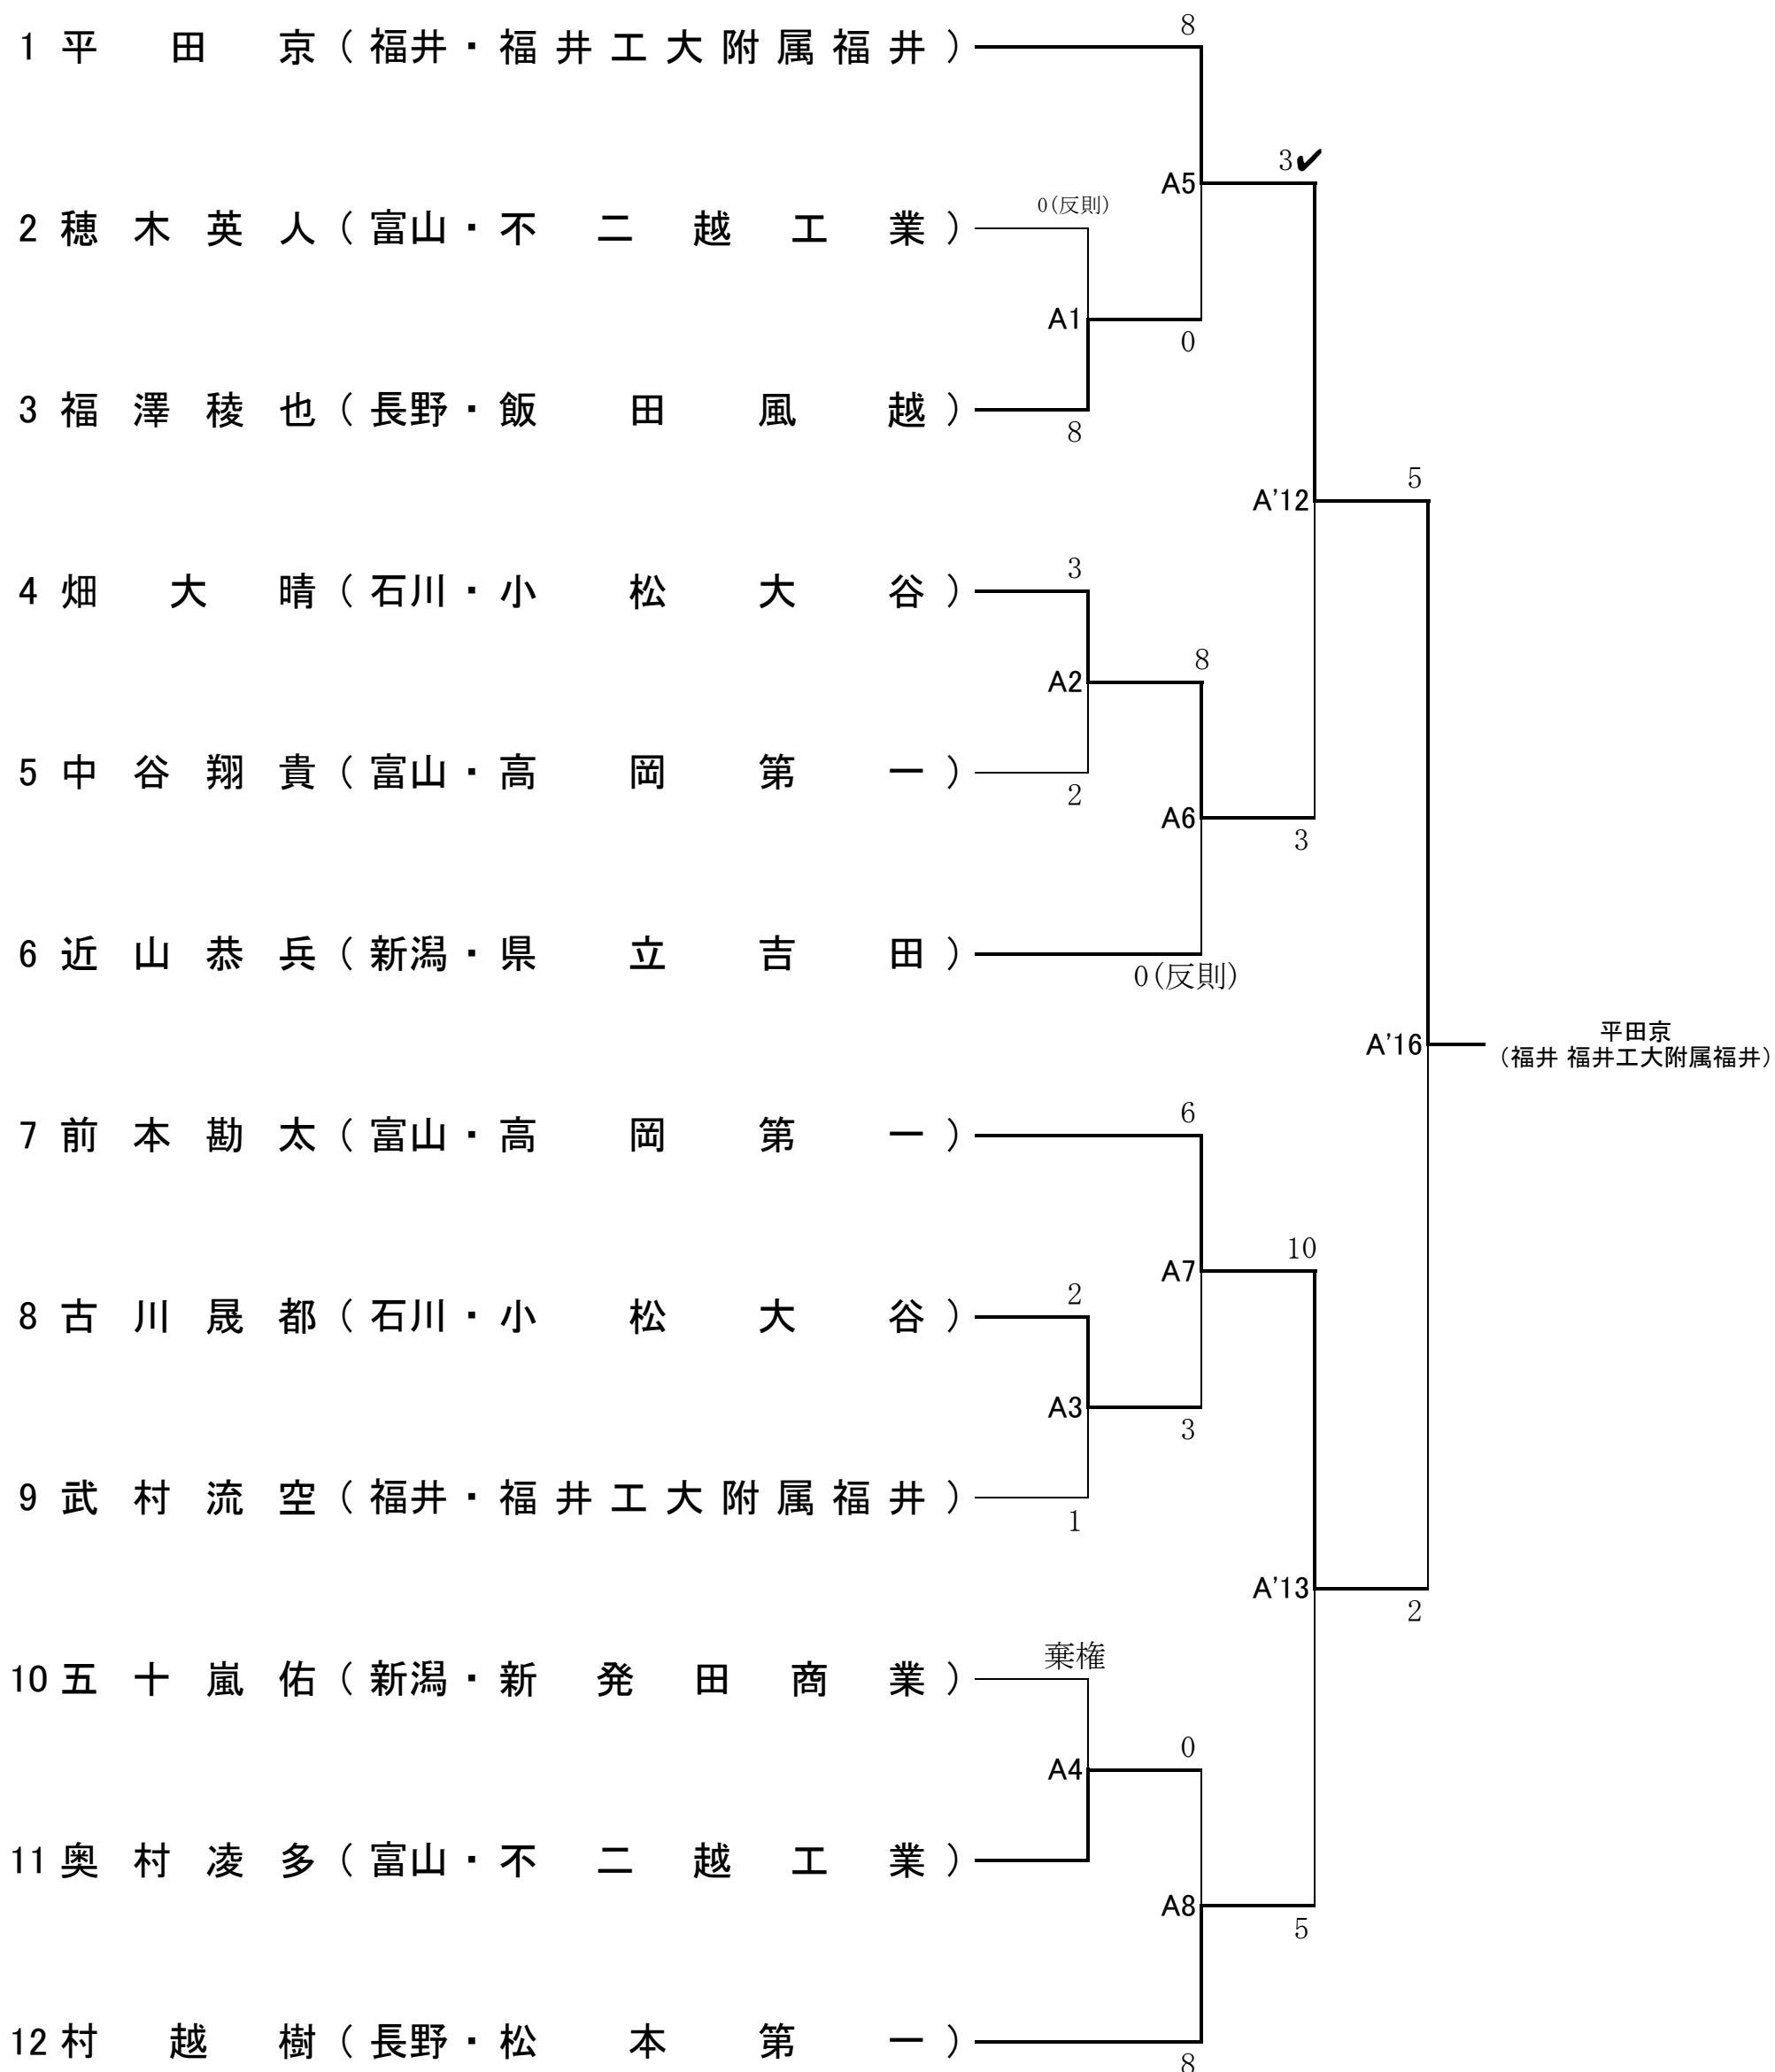 8
1 平田京（福井・福井工大附属福井）
3✔
A5
0(反則)
2 穂木英人（富山・不二越工業）
A1
0
3 福澤稜也（長野・飯田風越）
8
5
A'12
3
4 畑大晴（石川・小松大谷）
8
A2
5 中谷翔貴（富山・高岡第一）
2
A6
3
6 近山恭兵（新潟・県立吉田）
0(反則)
平田京
A'16
（福井 福井工大附属福井）
6
7 前本勘太（富山・高岡第一）
10
A7
2
8 古川晟都（石川・小松大谷）
A3
3
9 武村流空（福井・福井工大附属福井）
1
A'13
2
棄権
10 五十嵐佑（新潟・新発田商業）
0
A4
11 奥村凌多（富山・不二越工業）
A8
5
12 村越樹（長野・松本第一）
8